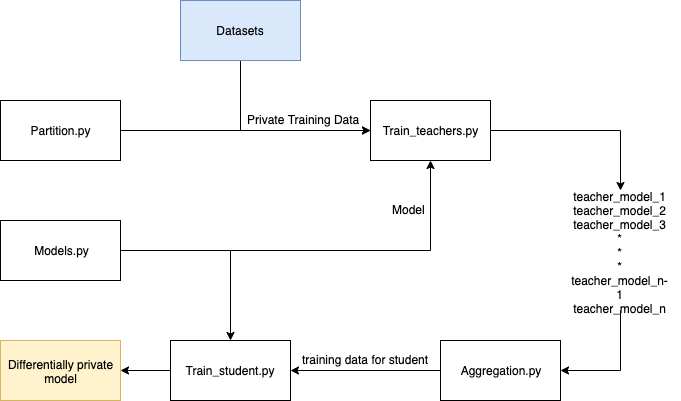 Datasets
Partition.py
Private Training Data
Train_teachers.py
teacher_model_1
teacher_model_2
teacher_model_3
*
*
*
teacher_model_n-
1
teacher_model_n
Model
Models.py
Differentially private
model
Train_student.py
training data for student
Aggregation.py